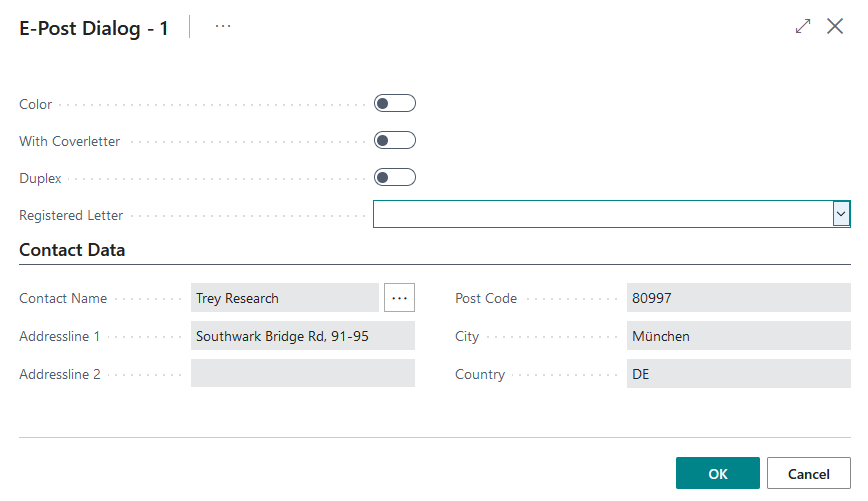 E-Post Dialog - 1
Color
With Coverletter
Duplex
Registered Letter
Contact Data
Contact Name Trey Research ··· Post Code 80997
Addressline 1 Southwark Bridge Rd, 91-95 City München
Addressline 2 Country DE
OK Cancel